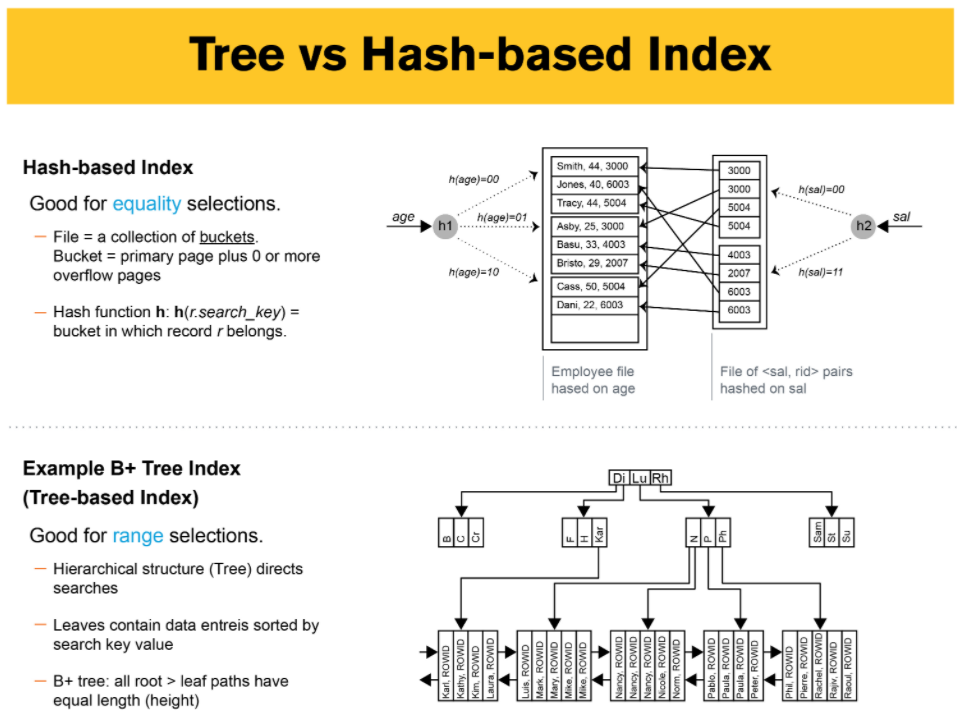 Tree vs Hash-based Index
Hash-based Index
Good for equality selections.
– File = a collection of buckets.
Bucket = primary page plus 0 or more
overflow pages
– Hash function h: h(r.search_key) =
bucket in which record r belongs.
age
h1
h(age)=00
h(age)=01
h(age)=10
Smith, 44, 3000
Jones, 40, 6003
Tracy, 44, 5004
Asby, 25, 3000
Basu, 33, 4003
Bristo, 29, 2007
Cass, 50, 5004
Dani, 22, 6003
3000
3000
5004
5004
4003
2007
6003
6003
h(sal)=00
h(sal)=11
h2
sal
Employee file
hased on age
File of <sal, rid> pairs
hashed on sal
Example B+ Tree Index
(Tree-based Index)
Good for range selections.
– Hierarchical structure (Tree) directs
searches
– Leaves contain data entreis sorted by
search key value
– B+ tree: all root > leaf paths have
equal length (height)
Di Lu Rh
B
C
Cr
F
H
Kar
N
P
Ph
Sam
St
Su
Karl, ROWID
Kathy, ROWID
Kim, ROWID
Laura, ROWID
Luis, ROWID
Mark, ROWID
Mary, ROWID
Mike, ROWID
Mike, ROWID
Nancy, ROWID
Nancy, ROWID
Nancy, ROWID
Nicole, ROWID
Norm, ROWID
Pablo, ROWID
Paula, ROWID
Paula, ROWID
Peter, ROWID
Phil, ROWID
Pierre, ROWID
Rachel, ROWID
Rajiv, ROWID
Raoul, ROWID